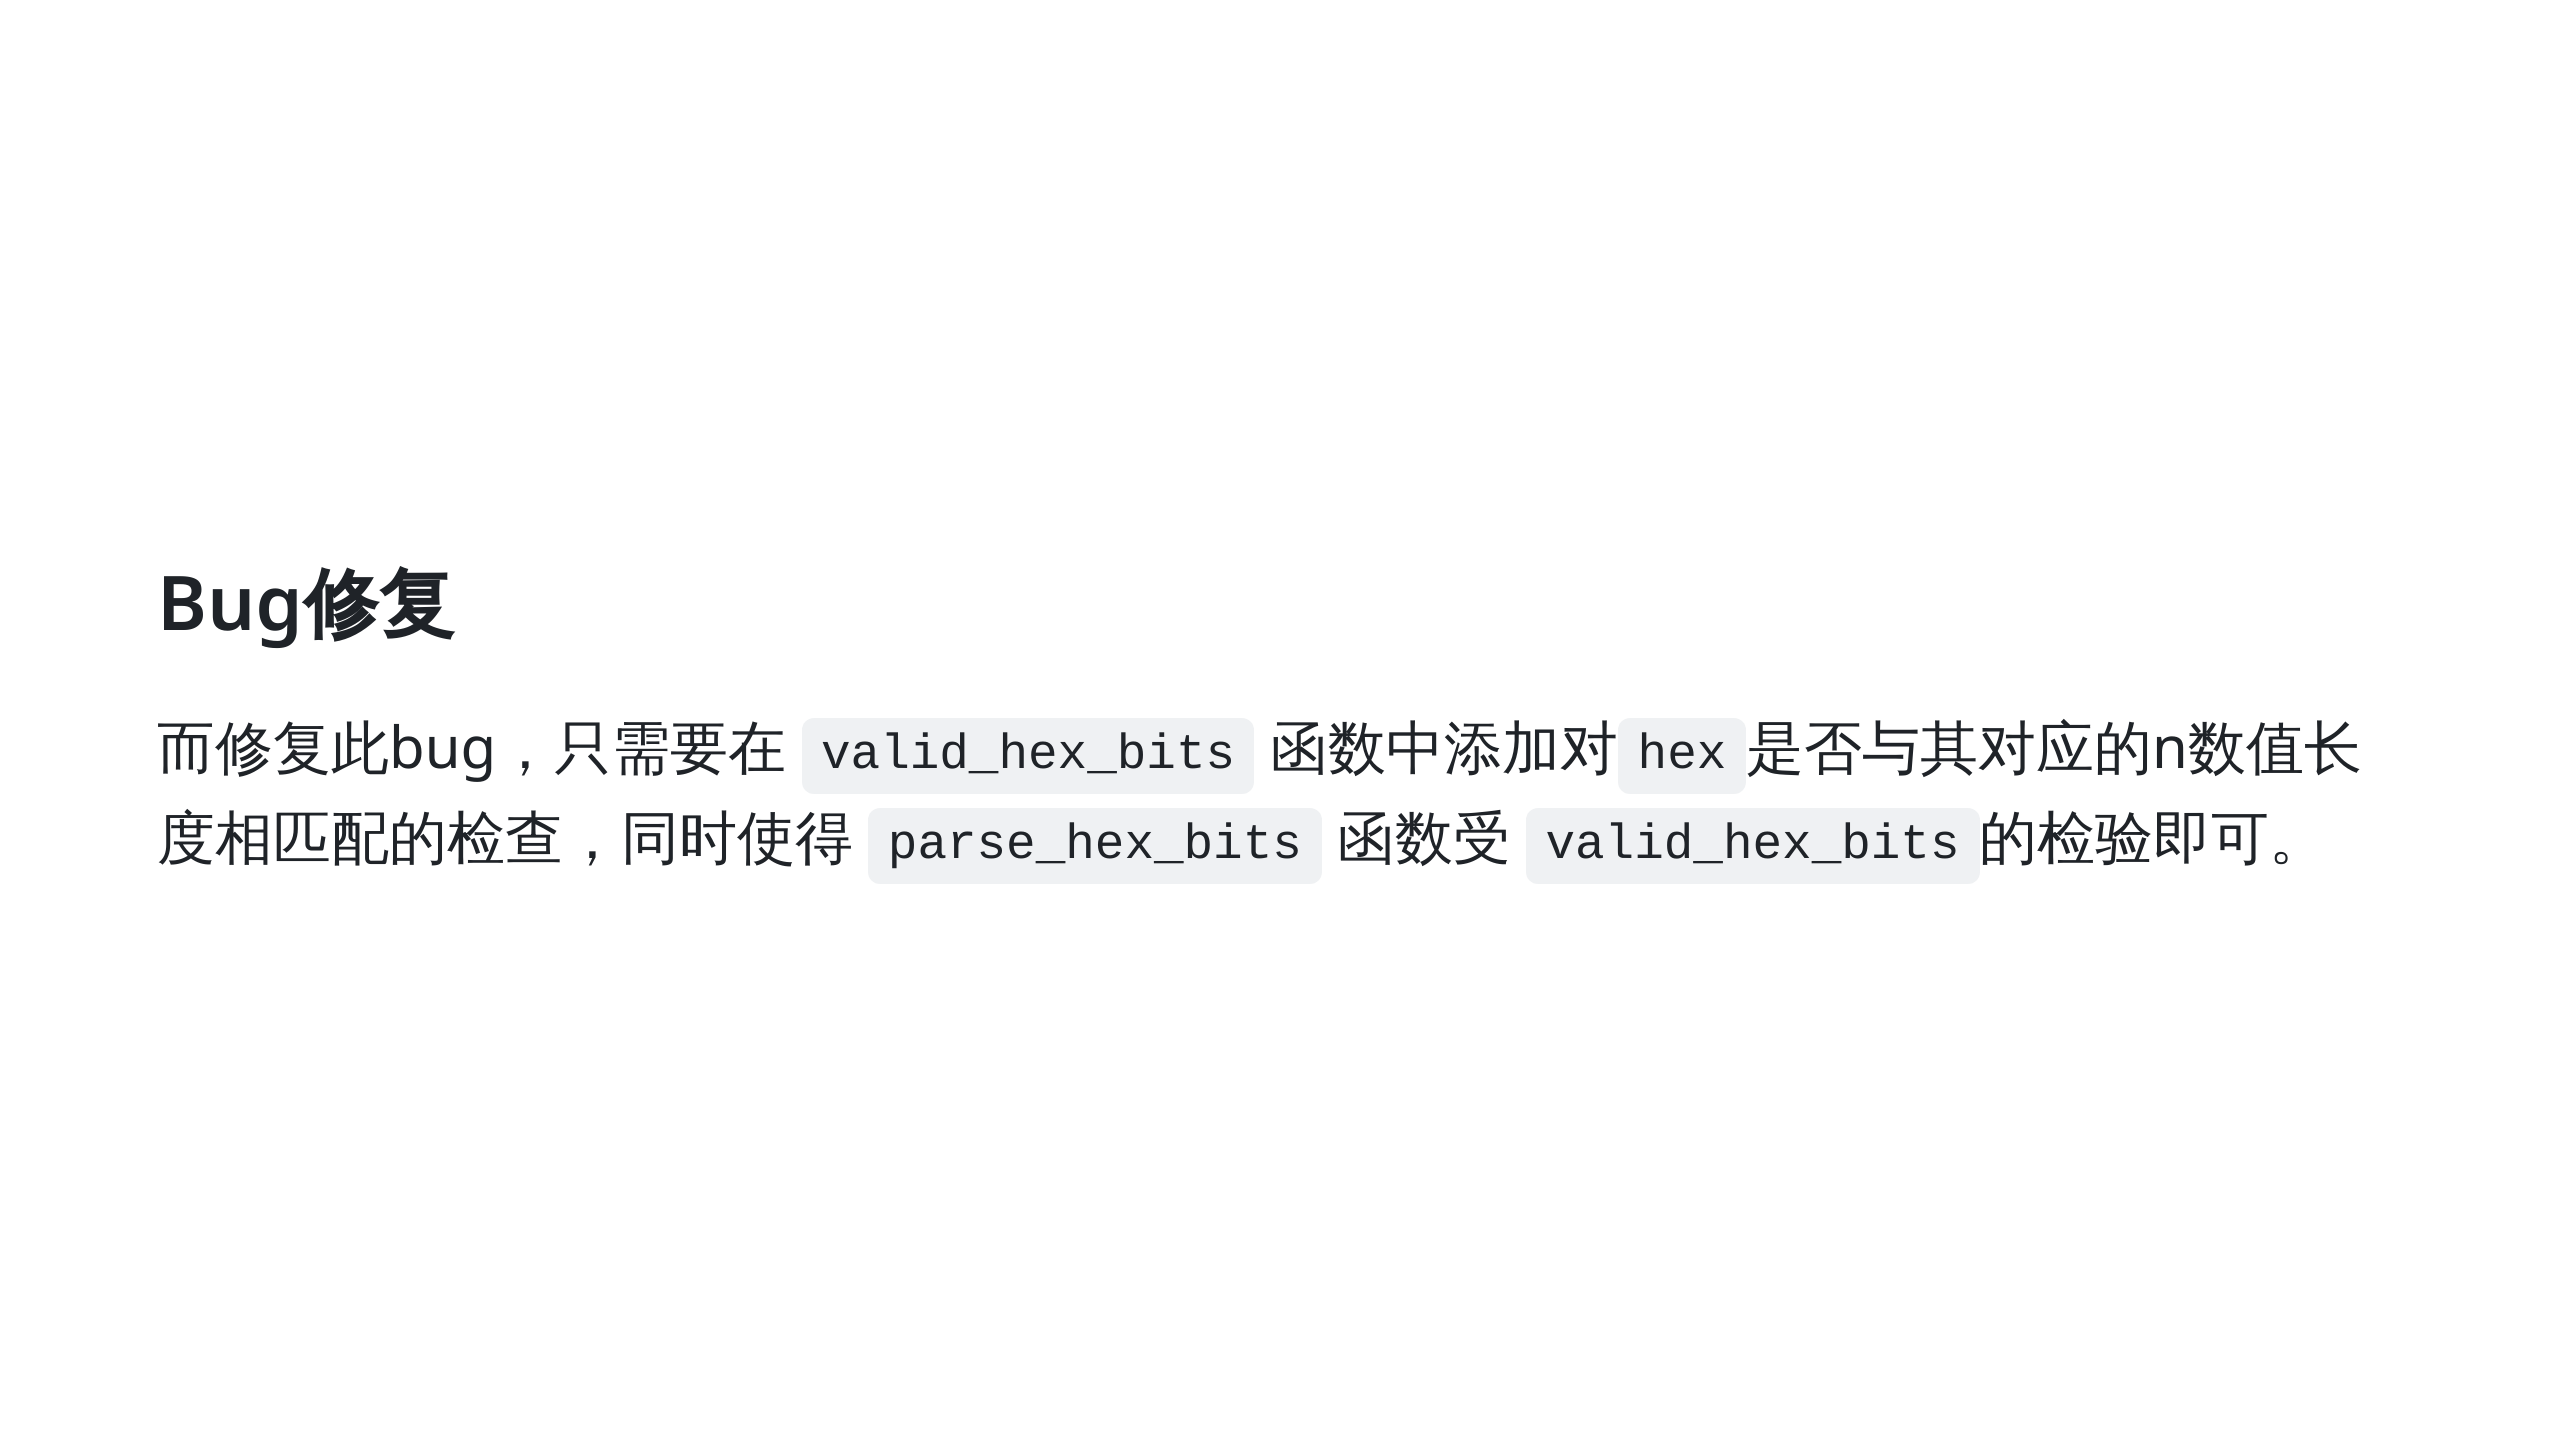 Bug修复
而修复此bug，只需要在 valid_hex_bits 函数中添加对hex是否与其对应的n数值长
度相匹配的检查，同时使得 parse_hex_bits 函数受 valid_hex_bits的检验即可。